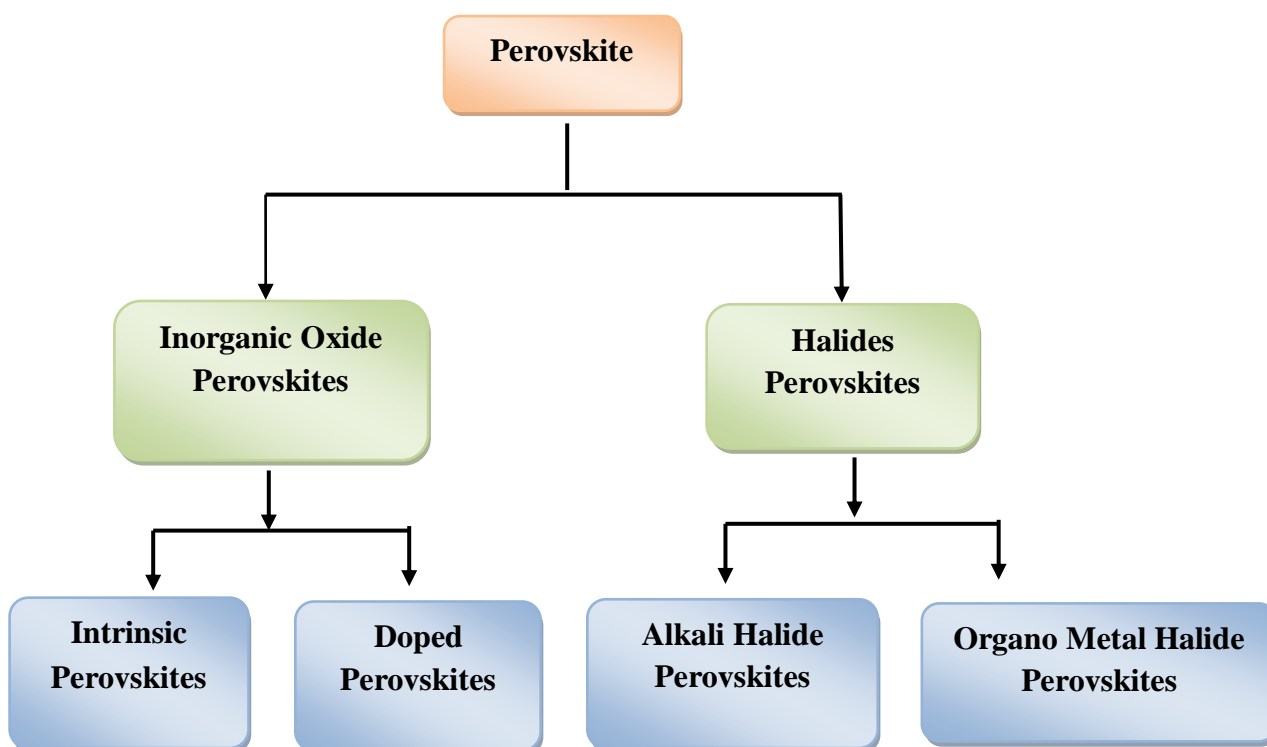 Perovskite
Inorganic Oxide
Perovskites
Halides
Perovskites
Intrinsic
Perovskites
Doped
Perovskites
Alkali Halide
Perovskites
Organo Metal Halide
Perovskites